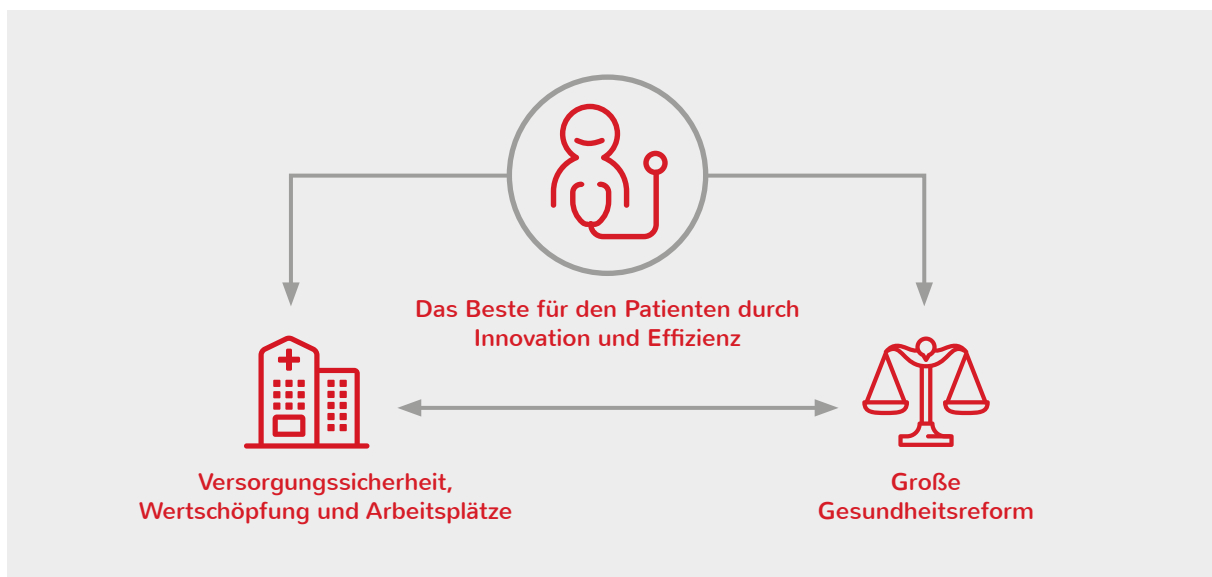 Das Beste für den Patienten durch
Innovation und Effizienz
Versorgungssicherheit,
Wertschöpfung und Arbeitsplätze
Große
Gesundheitsreform